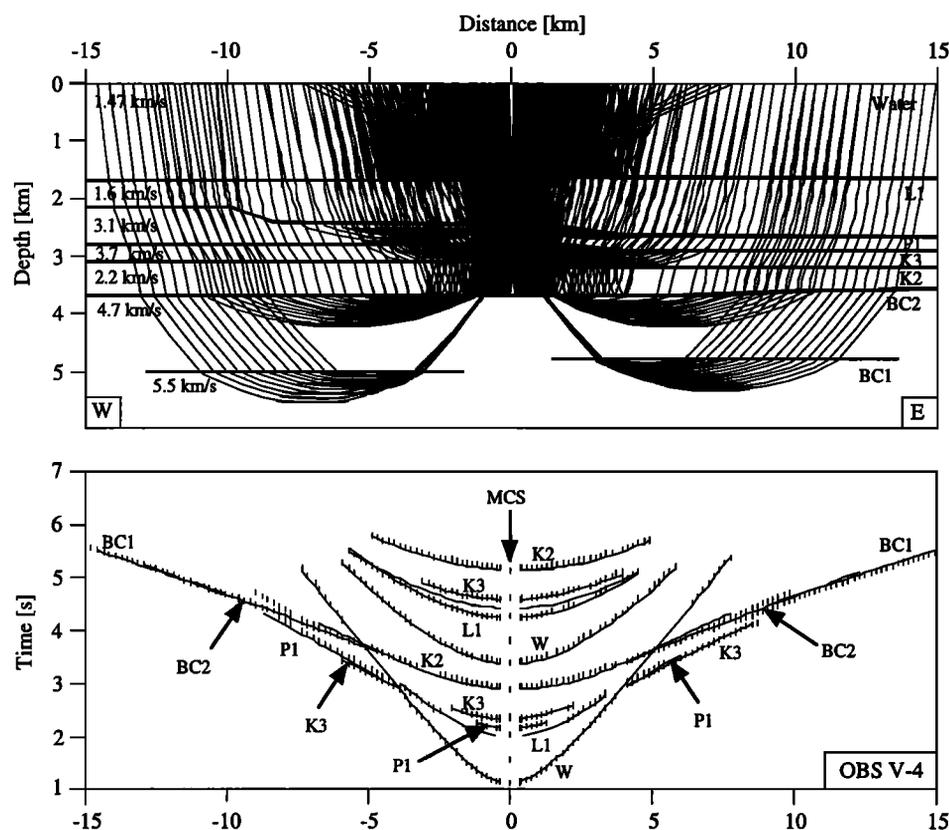 Distance [km]
-15 -10 -5 0 5 10 15
0
1.47 km/s Water
1
1.6 km/s L1
2
3.1 km/s P1
3.7 km/s K3
3
2.2 km/s K2
4.7 km/s BC2
4
5
5.5 km/s BC1
W E
Depth [km]
7
MCS
6
BC1 K2 BC1
5
K3
L1 W
4
BC2 P1 K2 K3 BC2
3
K3 K3 P1
2
P1 L1 W
1
OBS V-4
Time [s]
-15 -10 -5 0 5 10 15